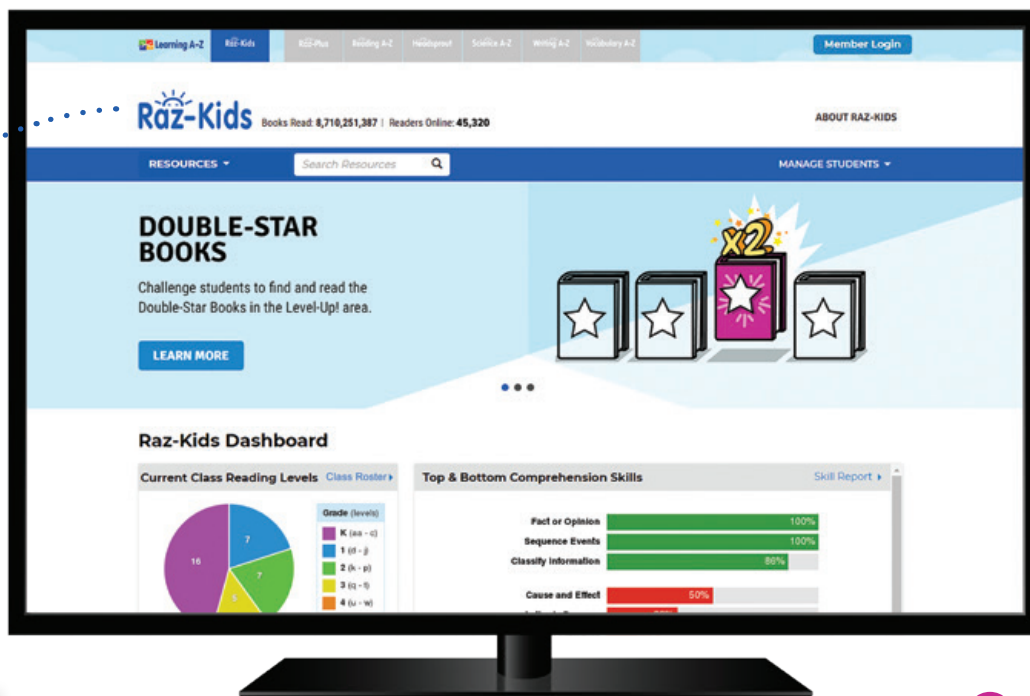 Learning A-Z Raz-Kids Raz-Plus Reading A-Z Headsprout Science A-Z Writing A-Z Vocabulary A-Z Member Login
Raz-Kids Books Read: 8,710,251,387 | Readers Online: 45,320 ABOUT RAZ-KIDS
RESOURCES Search Resources MANAGE STUDENTS
DOUBLE-STAR
BOOKS
x2
Challenge students to find and read the
Double-Star Books in the Level-Up! area.
LEARN MORE
Raz-Kids Dashboard
Current Class Reading Levels Class Roster
16
7
7
5
Grade (levels)
K (aa - c)
1 (d - j)
2 (k - p)
3 (q - t)
4 (u - w)
Top & Bottom Comprehension Skills Skill Report
Fact or Opinion 100%
Sequence Events 100%
Classify Information 86%
Cause and Effect 50%